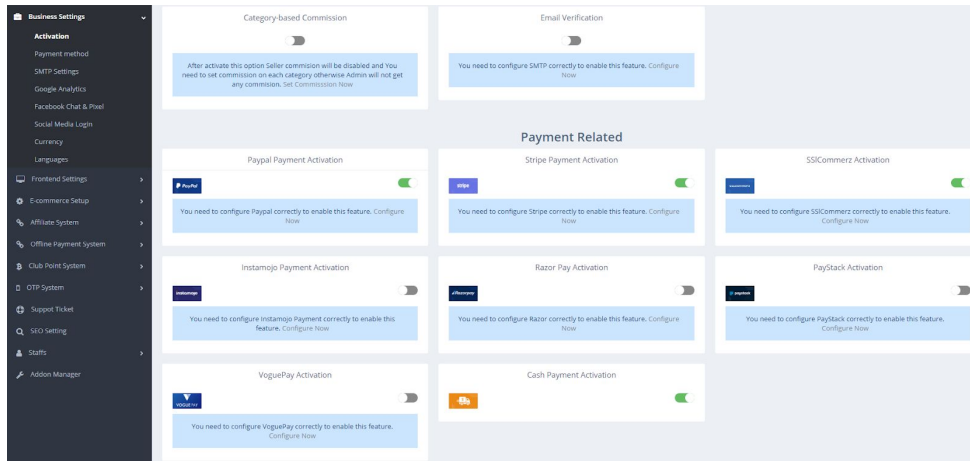 Business Settings
Activation
Payment method
SMTP Settings
Google Analytics
Facebook Chat & Pixel
Social Media Login
Currency
Languages
Frontend Settings
E-commerce Setup
Affiliate System
Offline Payment System
Club Point System
OTP System
Suppot Ticket
SEO Setting
Staffs
Addon Manager
Category-based Commission
After activate this option Seller commision will be disabled and You
need to set commission on each category otherwise Admin will not get
any commision. Set Commisssion Now
Email Verification
You need to configure SMTP correctly to enable this feature. Configure
Now
Payment Related
Paypal Payment Activation
PayPal
You need to configure Paypal correctly to enable this feature. Configure
Now
Stripe Payment Activation
stripe
You need to configure Stripe correctly to enable this feature. Configure
Now
SSlCommerz Activation
You need to configure SSlCommerz correctly to enable this feature.
Configure Now
Instamojo Payment Activation
instamojo
You need to configure Instamojo Payment correctly to enable this
feature. Configure Now
Razor Pay Activation
Razorpay
You need to configure Razor correctly to enable this feature. Configure
Now
PayStack Activation
paystack
You need to configure PayStack correctly to enable this feature.
Configure Now
VoguePay Activation
VOGUEPAY
You need to configure VoguePay correctly to enable this feature.
Configure Now
Cash Payment Activation